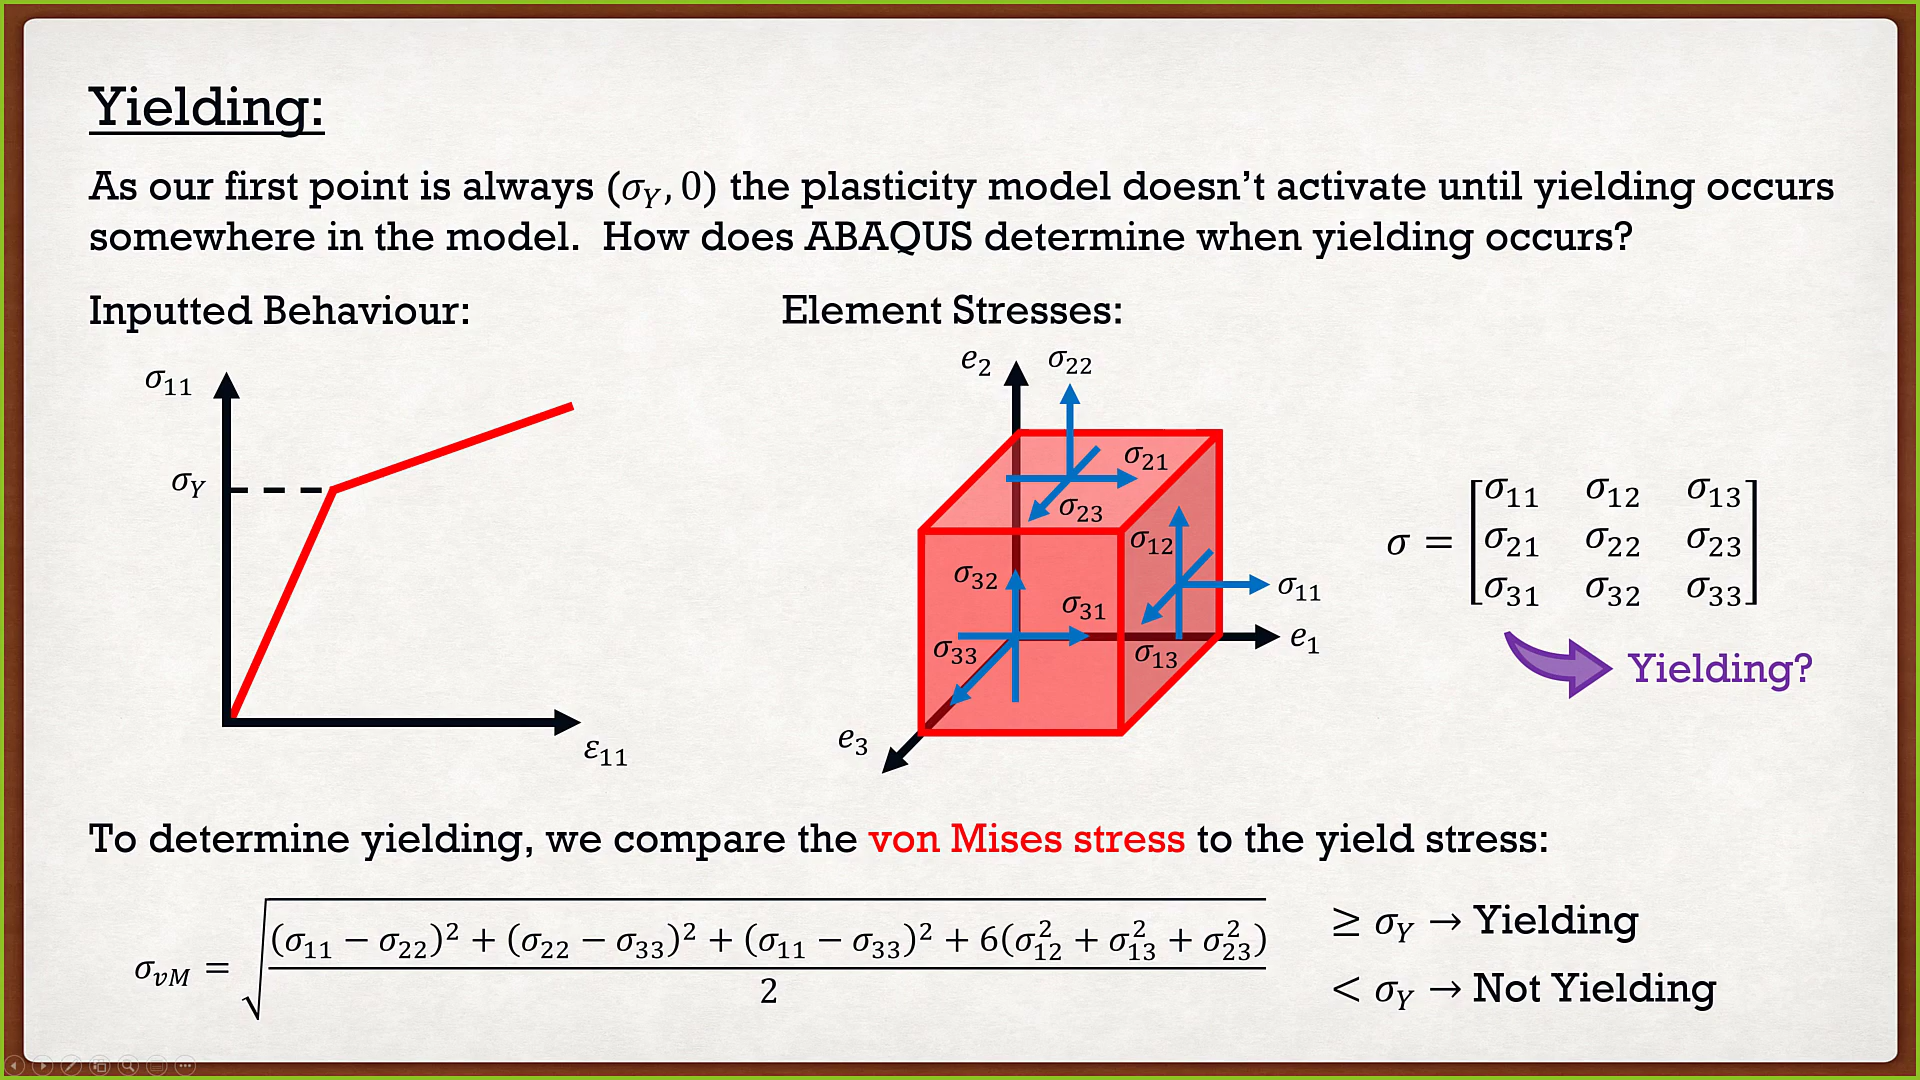 Yielding:
As our first point is always (σ_Y, 0) the plasticity model doesn’t activate until yielding occurs
somewhere in the model. How does ABAQUS determine when yielding occurs?
Inputted Behaviour:
Element Stresses:
σ₁₁
σ_Y
ε₁₁
e₂
σ₂₂
σ₂₁
σ₂₃
σ₁₂
σ₃₂
σ₁₁
σ₃₁
e₁
σ₃₃
σ₁₃
e₃
σ = [σ₁₁ σ₁₂ σ₁₃
σ₂₁ σ₂₂ σ₂₃
σ₃₁ σ₃₂ σ₃₃]
Yielding?
To determine yielding, we compare the von Mises stress to the yield stress:
σ_vM = √(((σ₁₁ − σ₂₂)² + (σ₂₂ − σ₃₃)² + (σ₁₁ − σ₃₃)² + 6(σ₁₂² + σ₁₃² + σ₂₃²))/2)
≥ σ_Y → Yielding
< σ_Y → Not Yielding